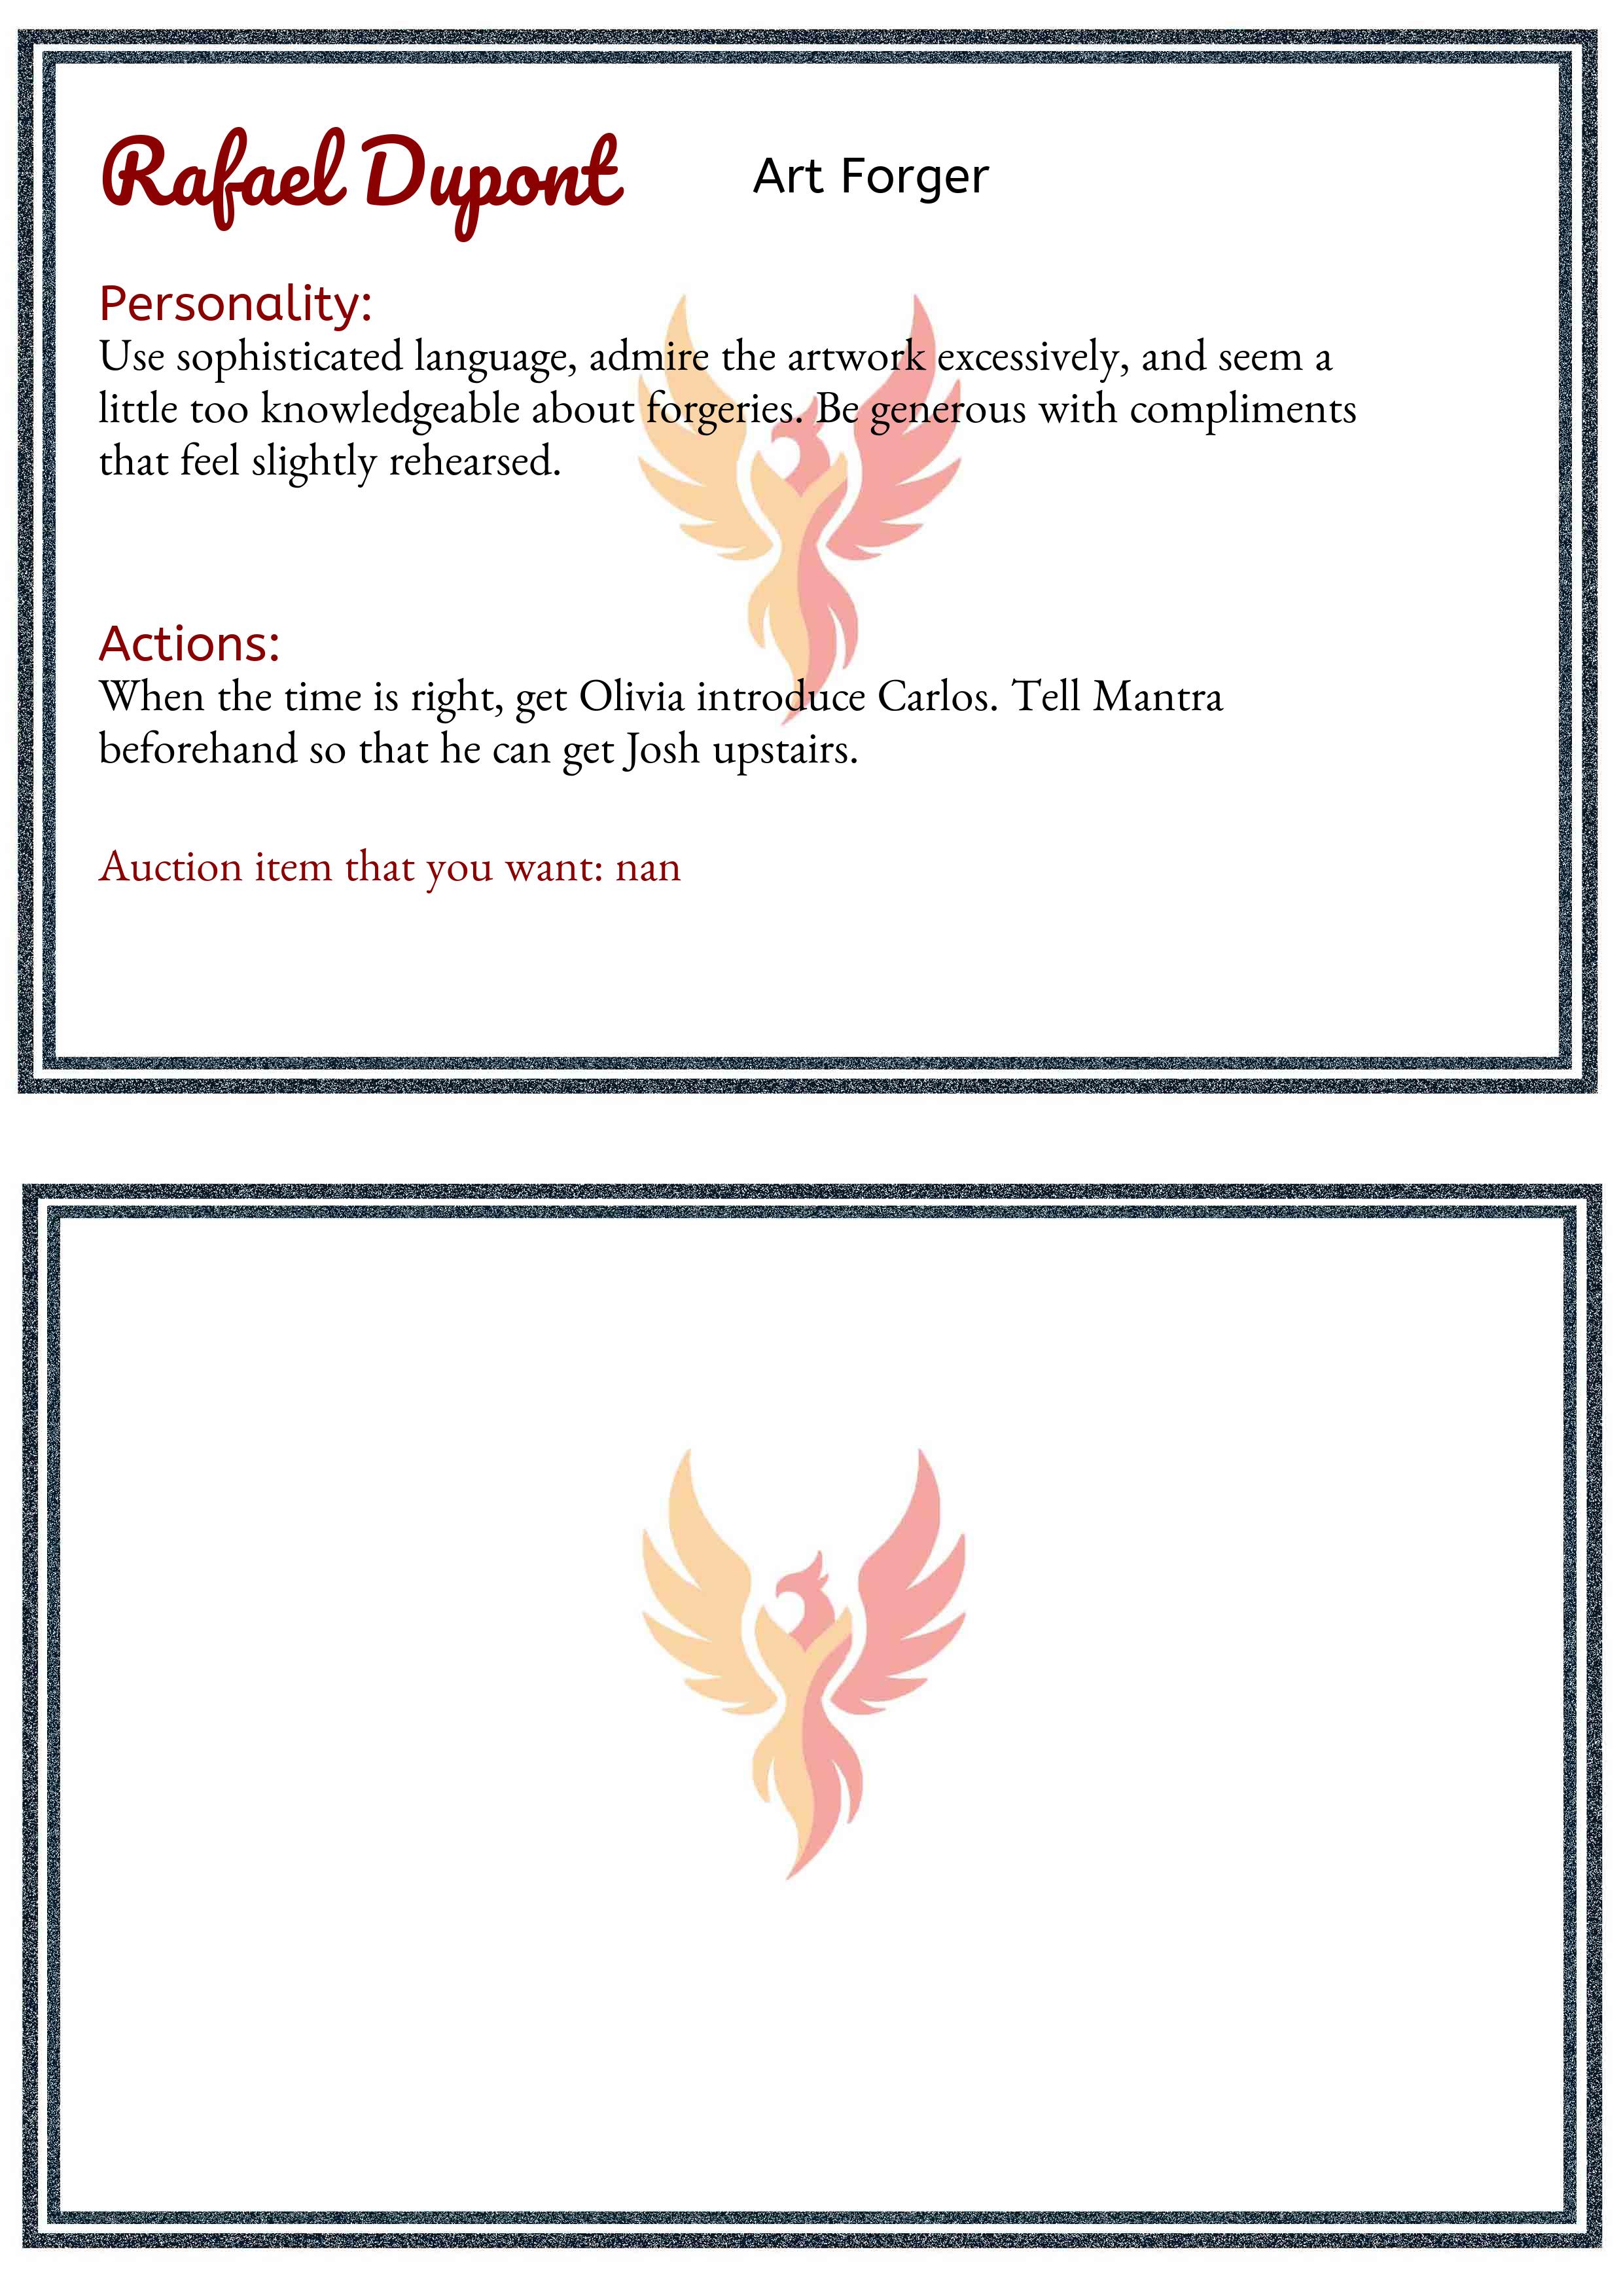 Rafael Dupont
Art Forger
Personality:
Use sophisticated language, admire the artwork excessively, and seem a
little too knowledgeable about forgeries. Be generous with compliments
that feel slightly rehearsed.
Actions:
When the time is right, get Olivia introduce Carlos. Tell Mantra
beforehand so that he can get Josh upstairs.
Auction item that you want: nan